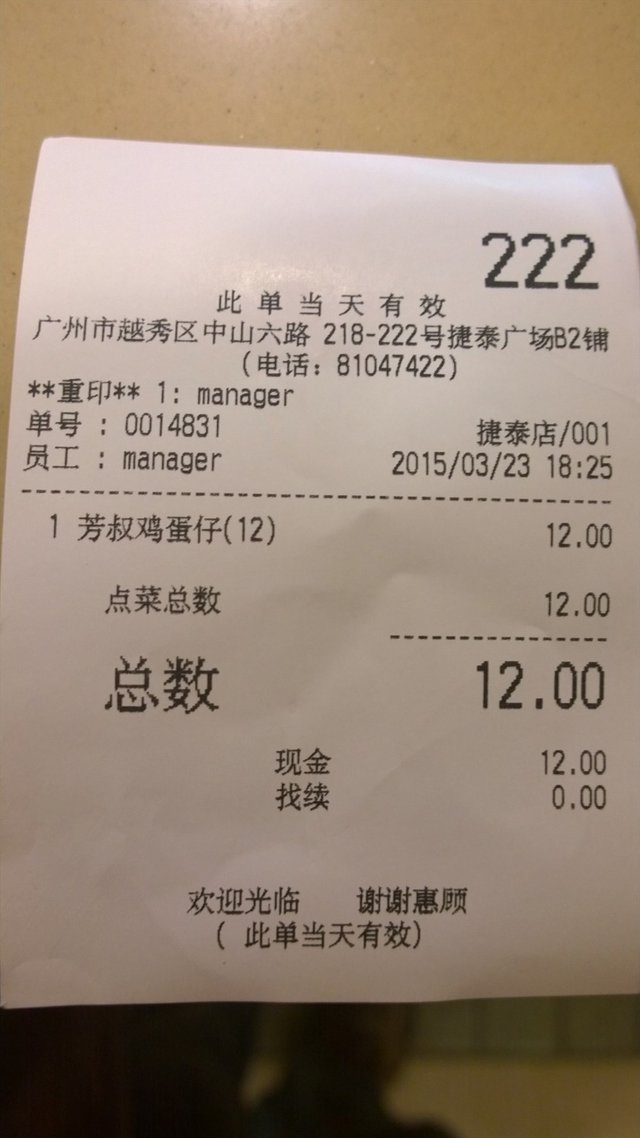 222
此单当天有效
广州市越秀区中山六路 218-222号捷泰广场B2铺
(电话：81047422)
**重印** 1: manager
单号 : 0014831 捷泰店/001
员工 : manager 2015/03/23 18:25
1 芳叔鸡蛋仔(12) 12.00
点菜总数 12.00
总数 12.00
现金 12.00
找续 0.00
欢迎光临 谢谢惠顾
( 此单当天有效)